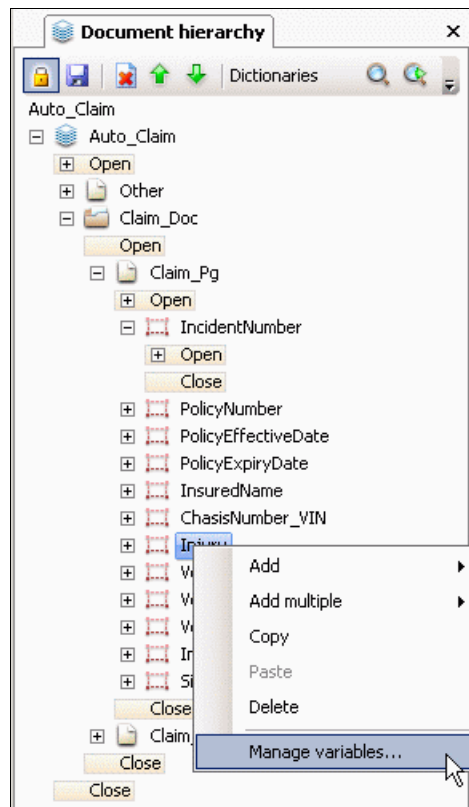 Document hierarchy
Dictionaries
Auto_Claim
Auto_Claim
Open
Other
Claim_Doc
Open
Claim_Pg
Open
IncidentNumber
Open
Close
PolicyNumber
PolicyEffectiveDate
PolicyExpiryDate
InsuredName
ChasisNumber_VIN
Injury
Add
Add multiple
Copy
Paste
Delete
Close
Manage variables...
Close
Close